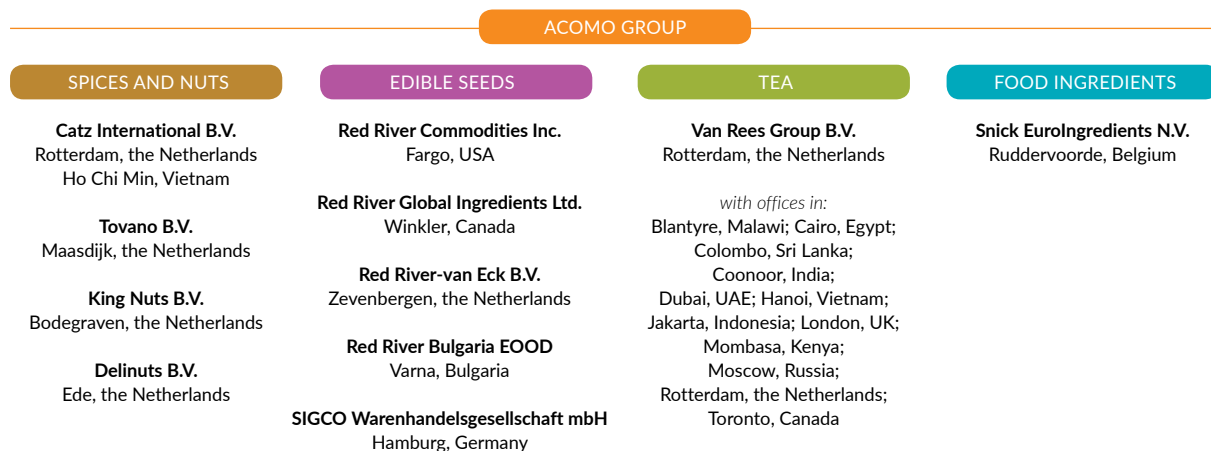 ACOMO GROUP
SPICES AND NUTS
Catz International B.V.
Rotterdam, the Netherlands
Ho Chi Min, Vietnam
Tovano B.V.
Maasdijk, the Netherlands
King Nuts B.V.
Bodegraven, the Netherlands
Delinuts B.V.
Ede, the Netherlands
EDIBLE SEEDS
Red River Commodities Inc.
Fargo, USA
Red River Global Ingredients Ltd.
Winkler, Canada
Red River-van Eck B.V.
Zevenbergen, the Netherlands
Red River Bulgaria EOOD
Varna, Bulgaria
SIGCO Warenhandelsgesellschaft mbH
Hamburg, Germany
TEA
Van Rees Group B.V.
Rotterdam, the Netherlands
with offices in:
Blantyre, Malawi; Cairo, Egypt;
Colombo, Sri Lanka;
Coonoor, India;
Dubai, UAE; Hanoi, Vietnam;
Jakarta, Indonesia; London, UK;
Mombasa, Kenya;
Moscow, Russia;
Rotterdam, the Netherlands;
Toronto, Canada
FOOD INGREDIENTS
Snick EuroIngredients N.V.
Ruddervoorde, Belgium